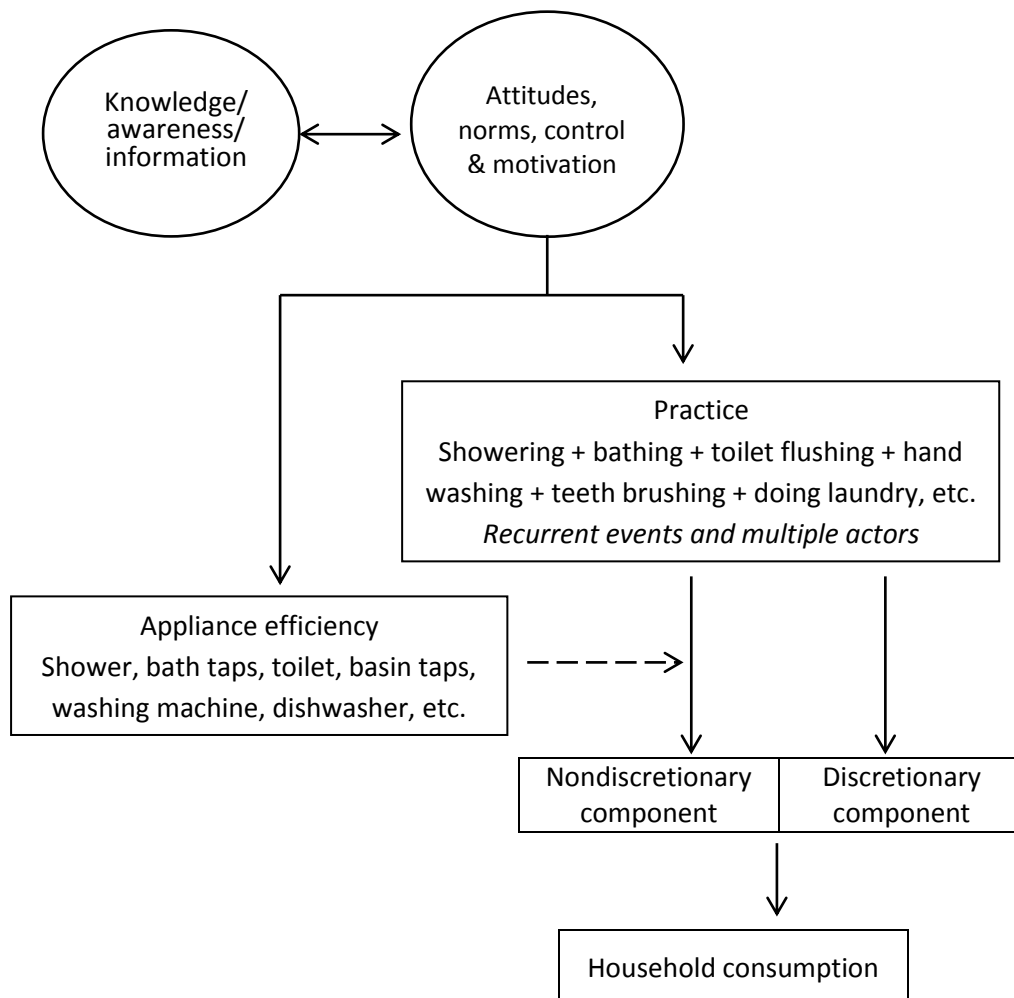 Knowledge/
awareness/
information
Attitudes,
norms, control
& motivation
Practice
Showering + bathing + toilet flushing + hand
washing + teeth brushing + doing laundry, etc.
Recurrent events and multiple actors
Appliance efficiency
Shower, bath taps, toilet, basin taps,
washing machine, dishwasher, etc.
Nondiscretionary
component
Discretionary
component
Household consumption